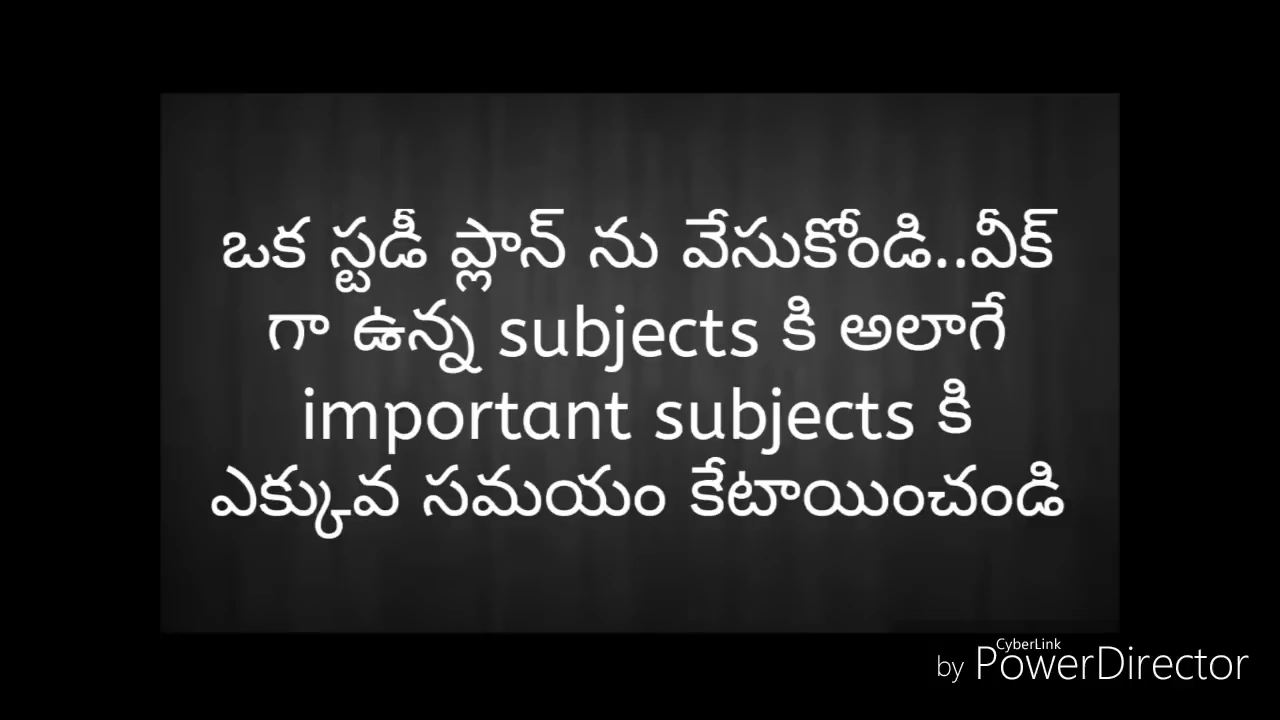 ఒక స్టడీ ప్లాన్ ను వేసుకోండి..వీక్
గా ఉన్న subjects కి అలాగే
important subjects కి
ఎక్కువ సమయం కేటాయించండి
CyberLink
by PowerDirector